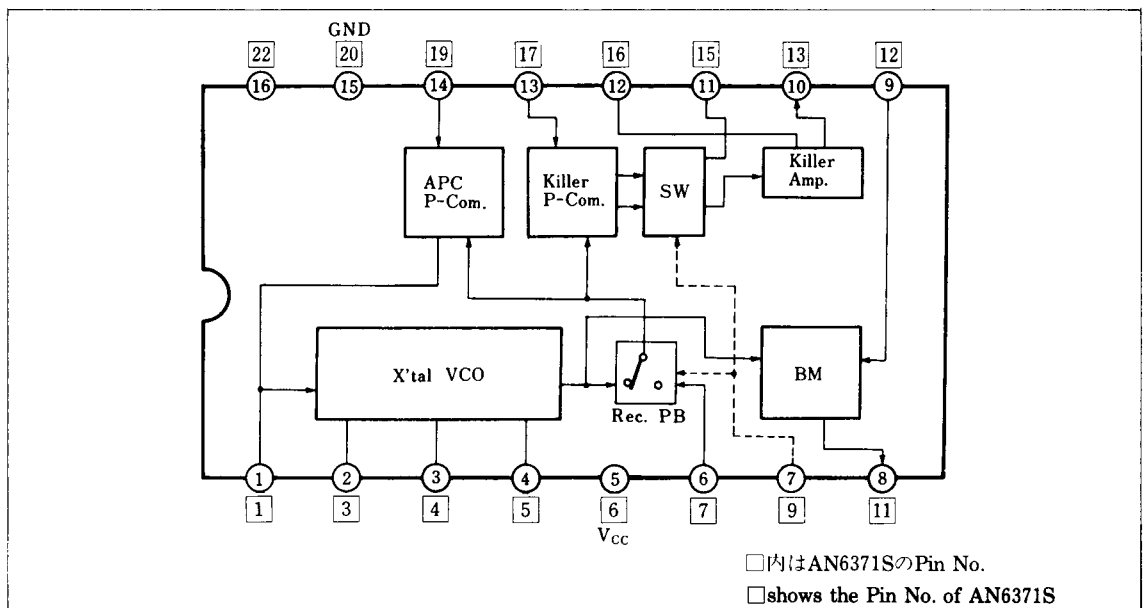 GND
22 20 19 17 16 15 13 12
16 15 14 13 12 11 10 9
APC
P-Com.
Killer
P-Com.
SW
Killer
Amp.
X'tal VCO
Rec. PB
BM
1 2 3 4 5 6 7 8
1 3 4 5 6 7 9 11
VCC
□内はAN6371SのPin No.
□shows the Pin No. of AN6371S